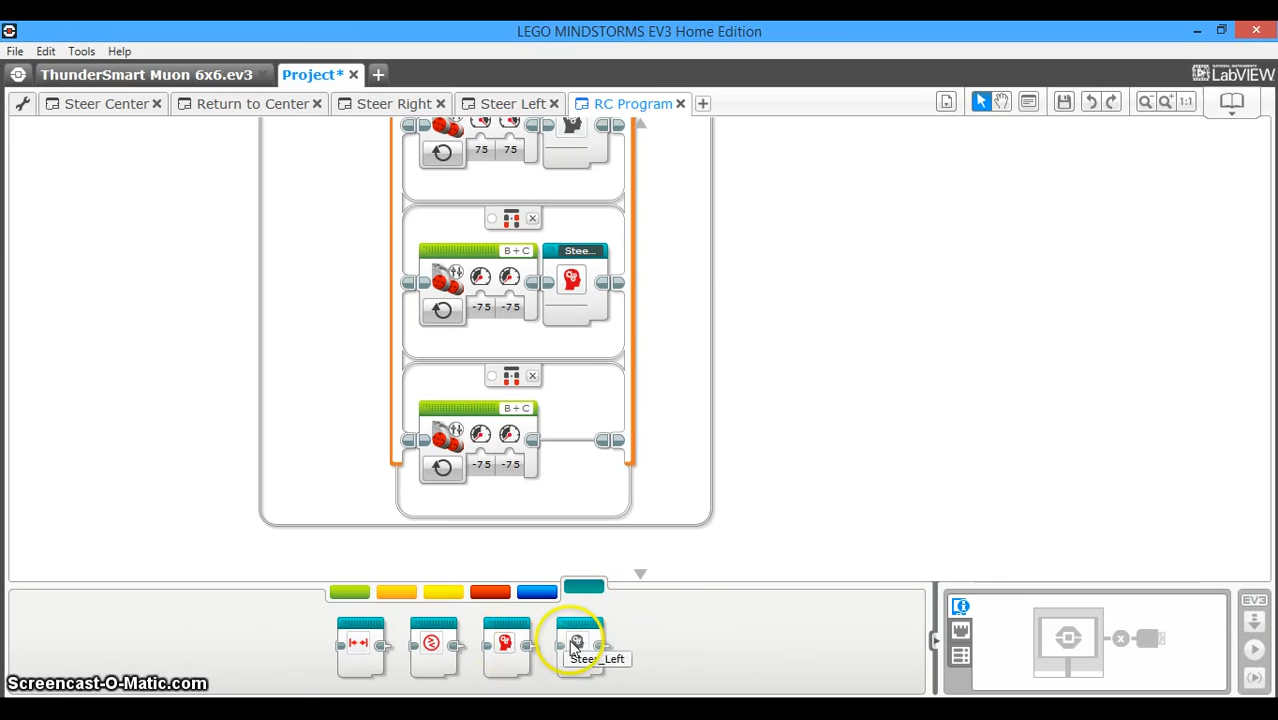 LEGO MINDSTORMS EV3 Home Edition
File Edit Tools Help
ThunderSmart Muon 6x6.ev3 Project*
LabVIEW
Steer Center Return to Center Steer Right Steer Left RC Program
1:1
75 75
B + C Stee...
-75 -75
B + C
-75 -75
EV3
Steer_Left
Screencast-O-Matic.com